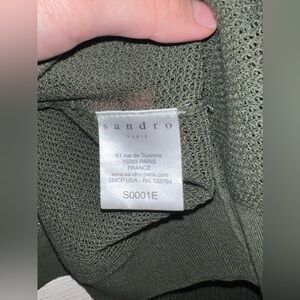 sandro
PARIS
61 rue de Turenne
75003 PARIS
FRANCE
www.sandro-paris.com
SMCP USA - RN 132784
S0001E